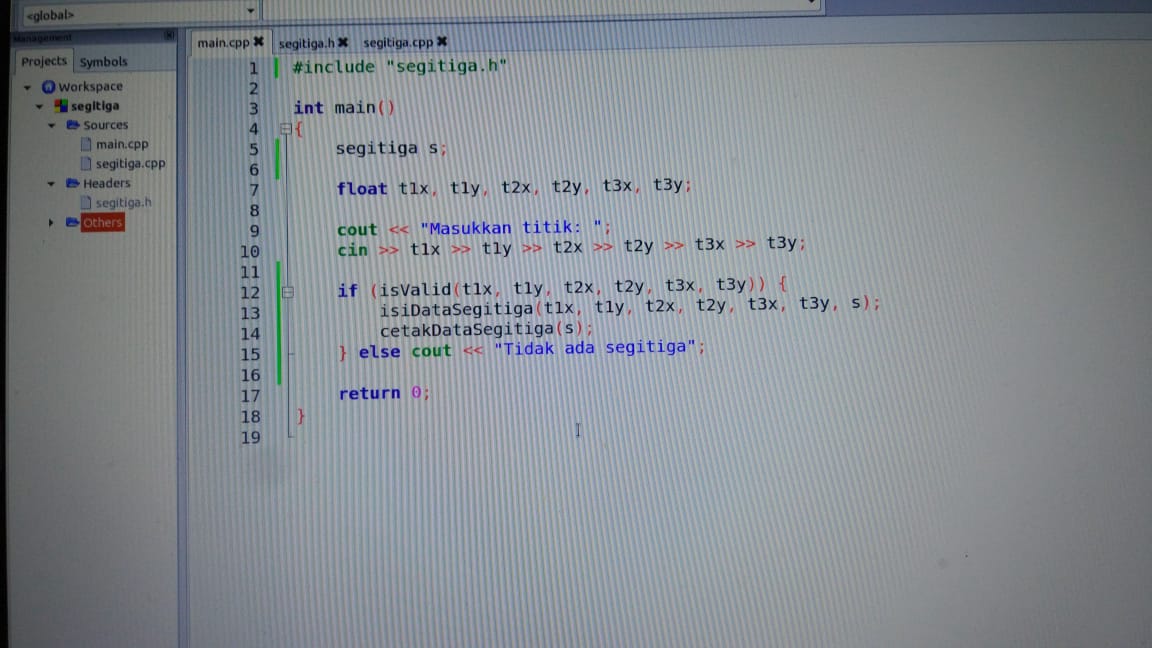 <global>
Management
Projects Symbols
Workspace
segitiga
Sources
main.cpp
segitiga.cpp
Headers
segitiga.h
Others
main.cpp segitiga.h segitiga.cpp
1 #include "segitiga.h"
2
3 int main()
4 {
5 segitiga s;
6
7 float t1x, t1y, t2x, t2y, t3x, t3y;
8
9 cout << "Masukkan titik: ";
10 cin >> t1x >> t1y >> t2x >> t2y >> t3x >> t3y;
11
12 if (isValid(t1x, t1y, t2x, t2y, t3x, t3y)) {
13 isiDataSegitiga(t1x, t1y, t2x, t2y, t3x, t3y, s);
14 cetakDataSegitiga(s);
15 } else cout << "Tidak ada segitiga";
16
17 return 0;
18 }
19